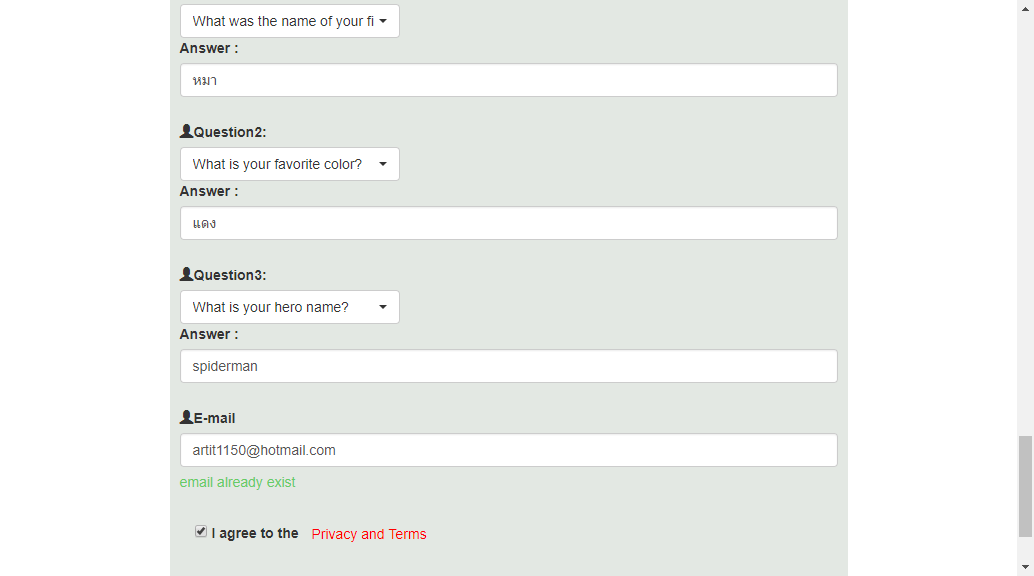 What was the name of your fi
Answer :
หมา
Question2:
What is your favorite color?
Answer :
แดง
Question3:
What is your hero name?
Answer :
spiderman
E-mail
artit1150@hotmail.com
email already exist
I agree to the Privacy and Terms